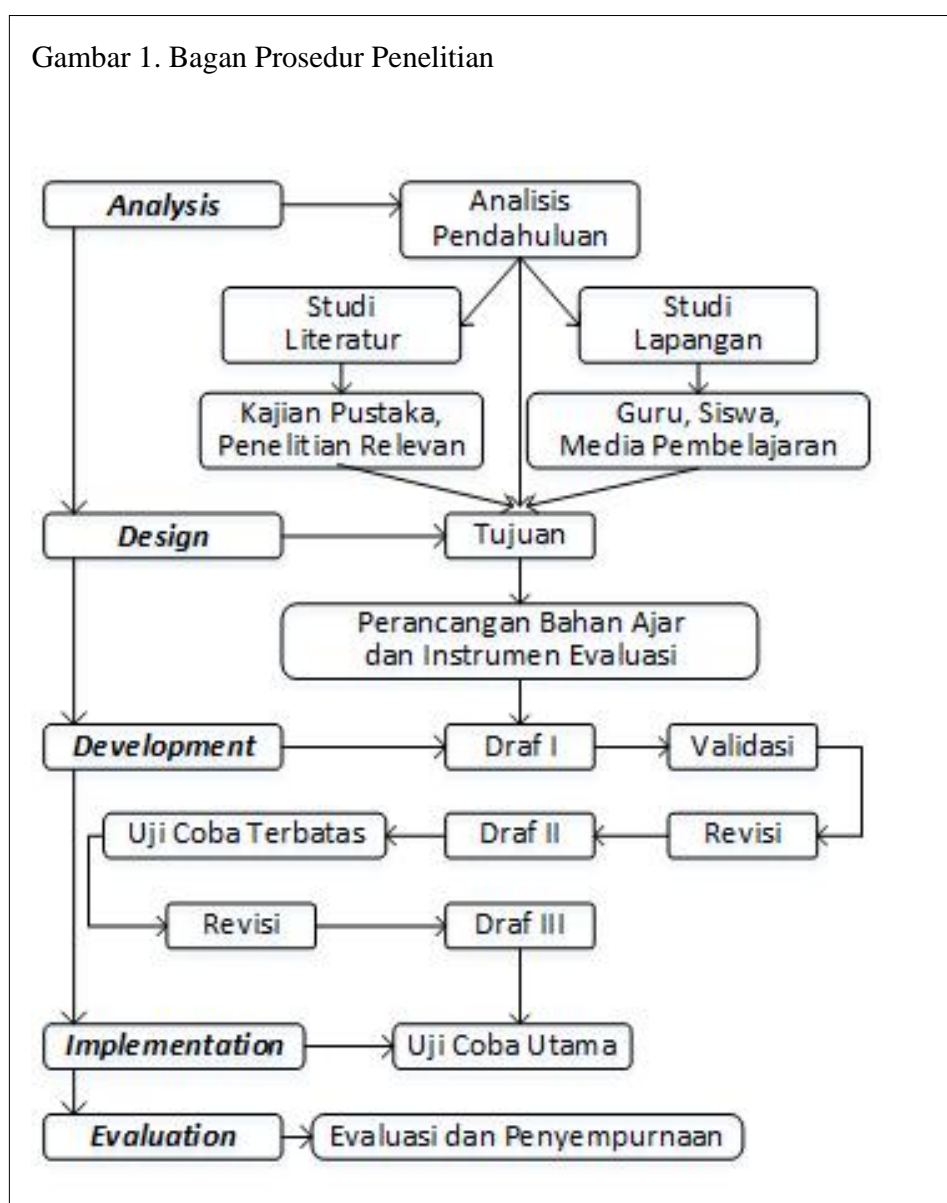 Gambar 1. Bagan Prosedur Penelitian
Analysis
Analisis
Pendahuluan
Studi
Literatur
Studi
Lapangan
Kajian Pustaka,
Penelitian Relevan
Guru, Siswa,
Media Pembelajaran
Design
Tujuan
Perancangan Bahan Ajar
dan Instrumen Evaluasi
Development
Draf I
Validasi
Uji Coba Terbatas
Draf II
Revisi
Revisi
Draf III
Implementation
Uji Coba Utama
Evaluation
Evaluasi dan Penyempurnaan